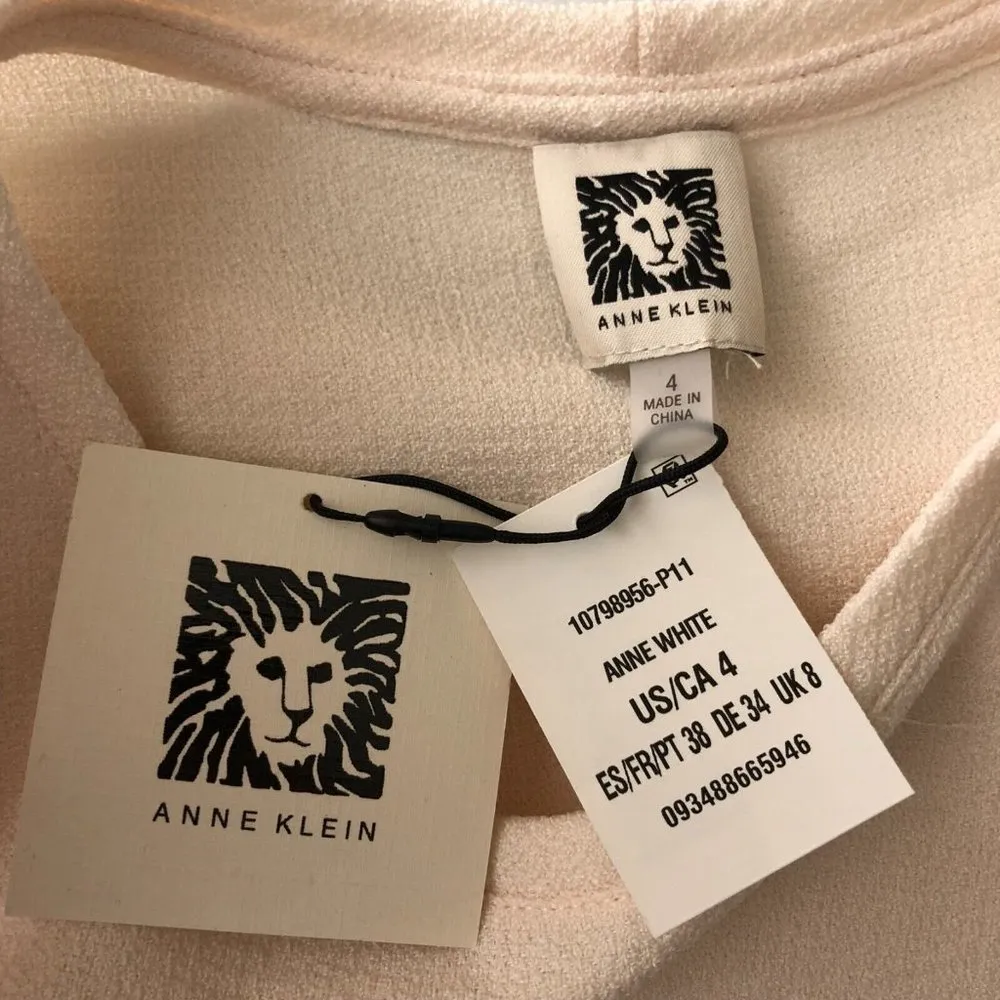 ANNE KLEIN
4
MADE IN
CHINA
ANNE KLEIN
10798956-P11
ANNE WHITE
US/CA 4
ES/FR/PT 38 DE 34 UK 8
093488665946